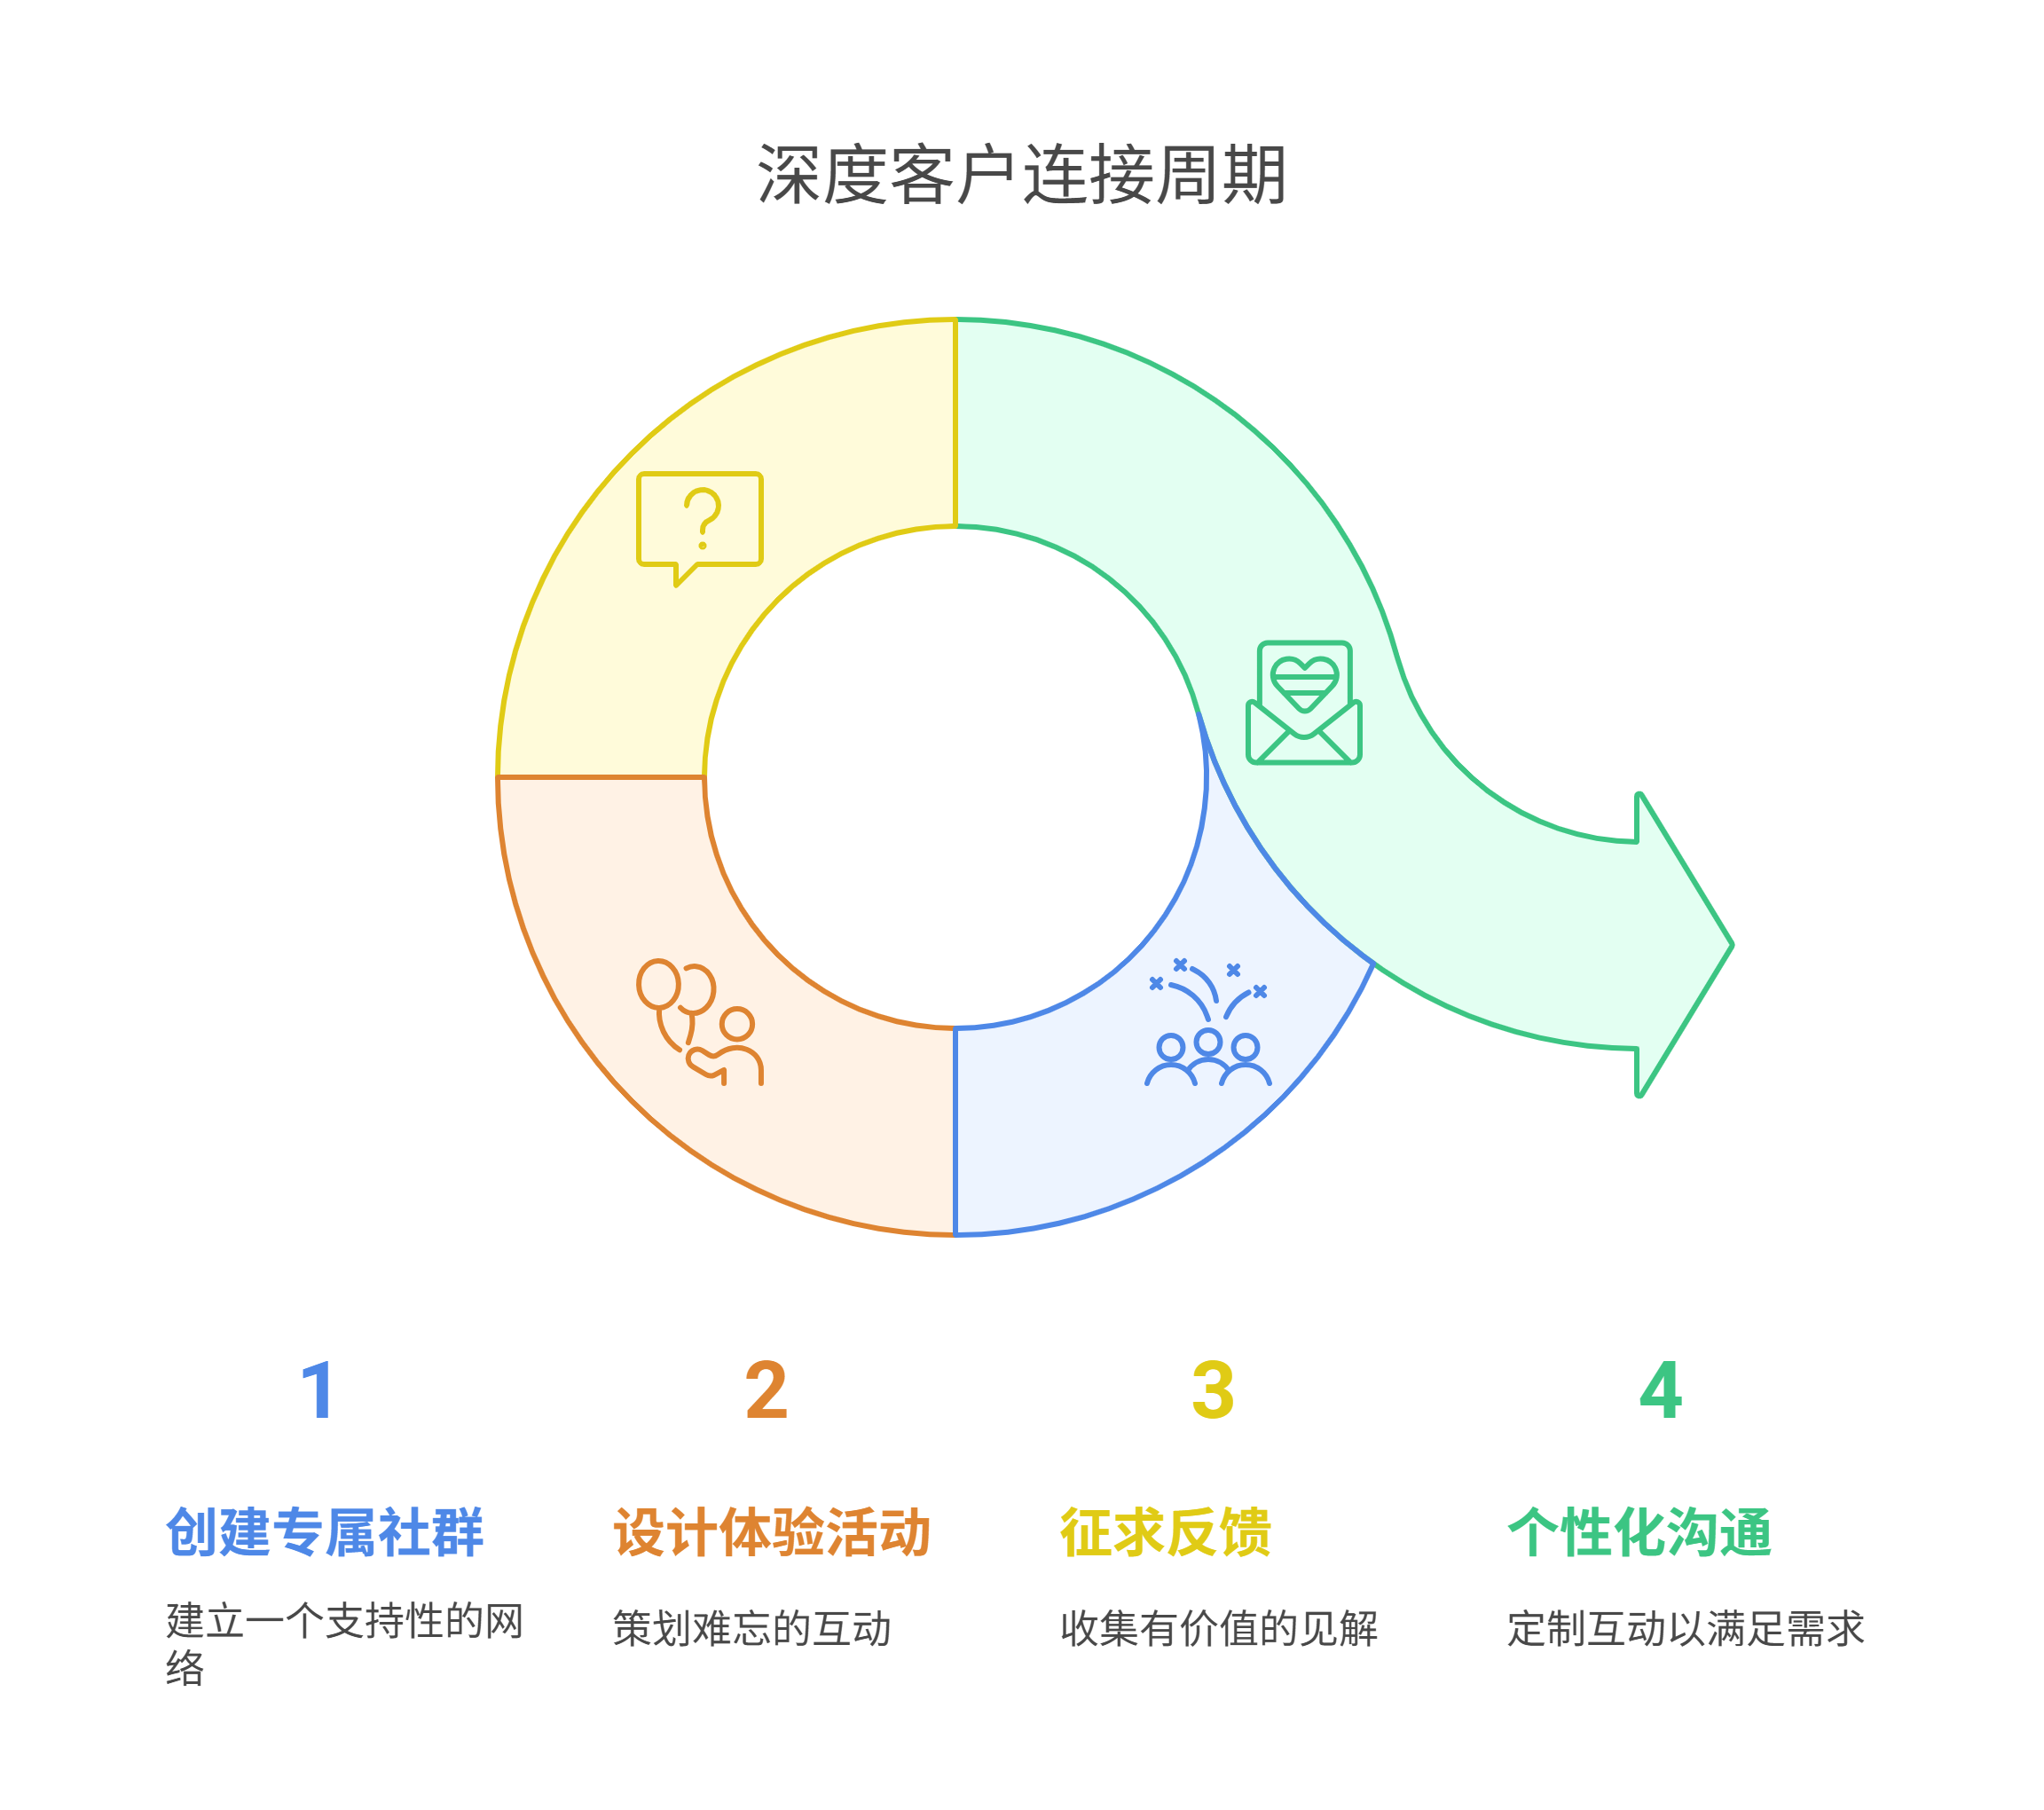 深度客户连接周期
?
1
2
3
4
创建专属社群
设计体验活动
征求反馈
个性化沟通
建立一个支持性的网
络
策划难忘的互动
收集有价值的见解
定制互动以满足需求